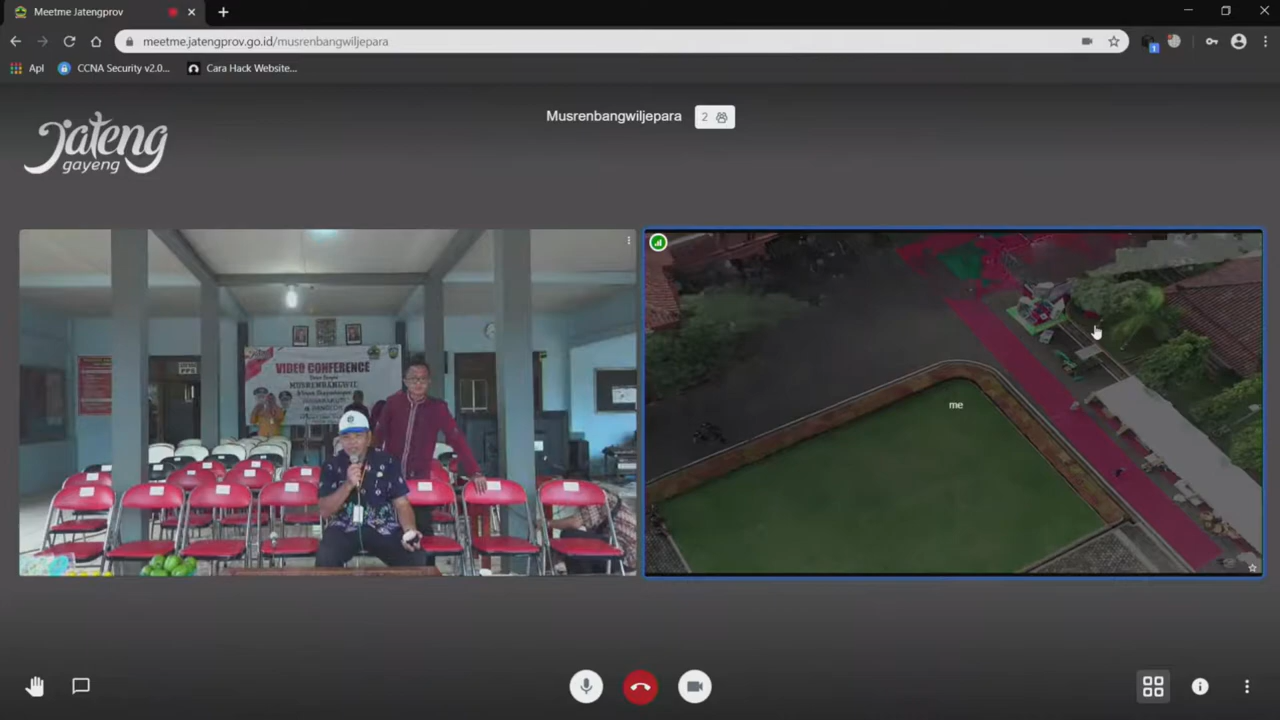 Meetme Jatengprov
meetme.jatengprov.go.id/musrenbangwiljepara
1
Apl
CCNA Security v2.0...
Cara Hack Website...
jateng
gayeng
Musrenbangwiljepara 2
VIDEO CONFERENCE
MUSRENBANGWIL
me